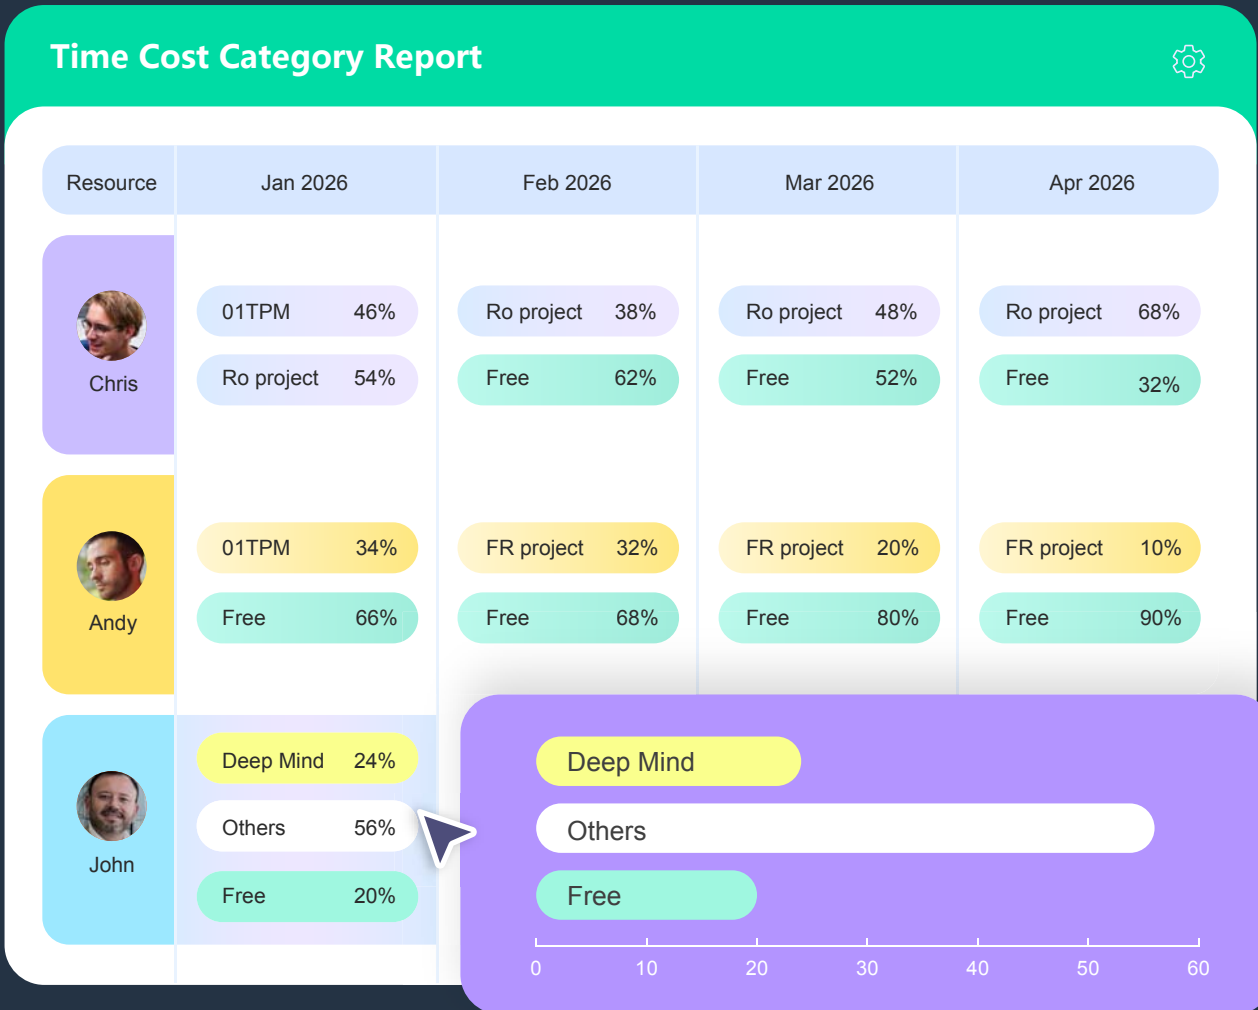 Time Cost Category Report
Resource Jan 2026 Feb 2026 Mar 2026 Apr 2026
01TPM 46% Ro project 38% Ro project 48% Ro project 68%
Ro project 54% Free 62% Free 52% Free 32%
Chris
01TPM 34% FR project 32% FR project 20% FR project 10%
Free 66% Free 68% Free 80% Free 90%
Andy
Deep Mind 24%
Others 56%
Free 20%
John
Deep Mind
Others
Free
0 10 20 30 40 50 60